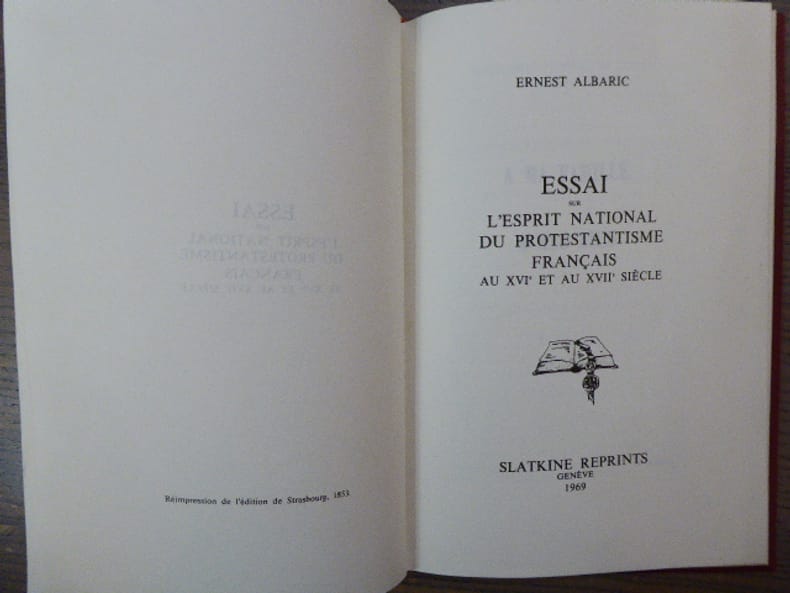 Réimpression de l'édition de Strasbourg, 1853.
ERNEST ALBARIC
ESSAI
SUR
L'ESPRIT NATIONAL
DU PROTESTANTISME
FRANÇAIS
AU XVIe ET AU XVIIe SIÈCLE
SLATKINE REPRINTS
GENÈVE
1969